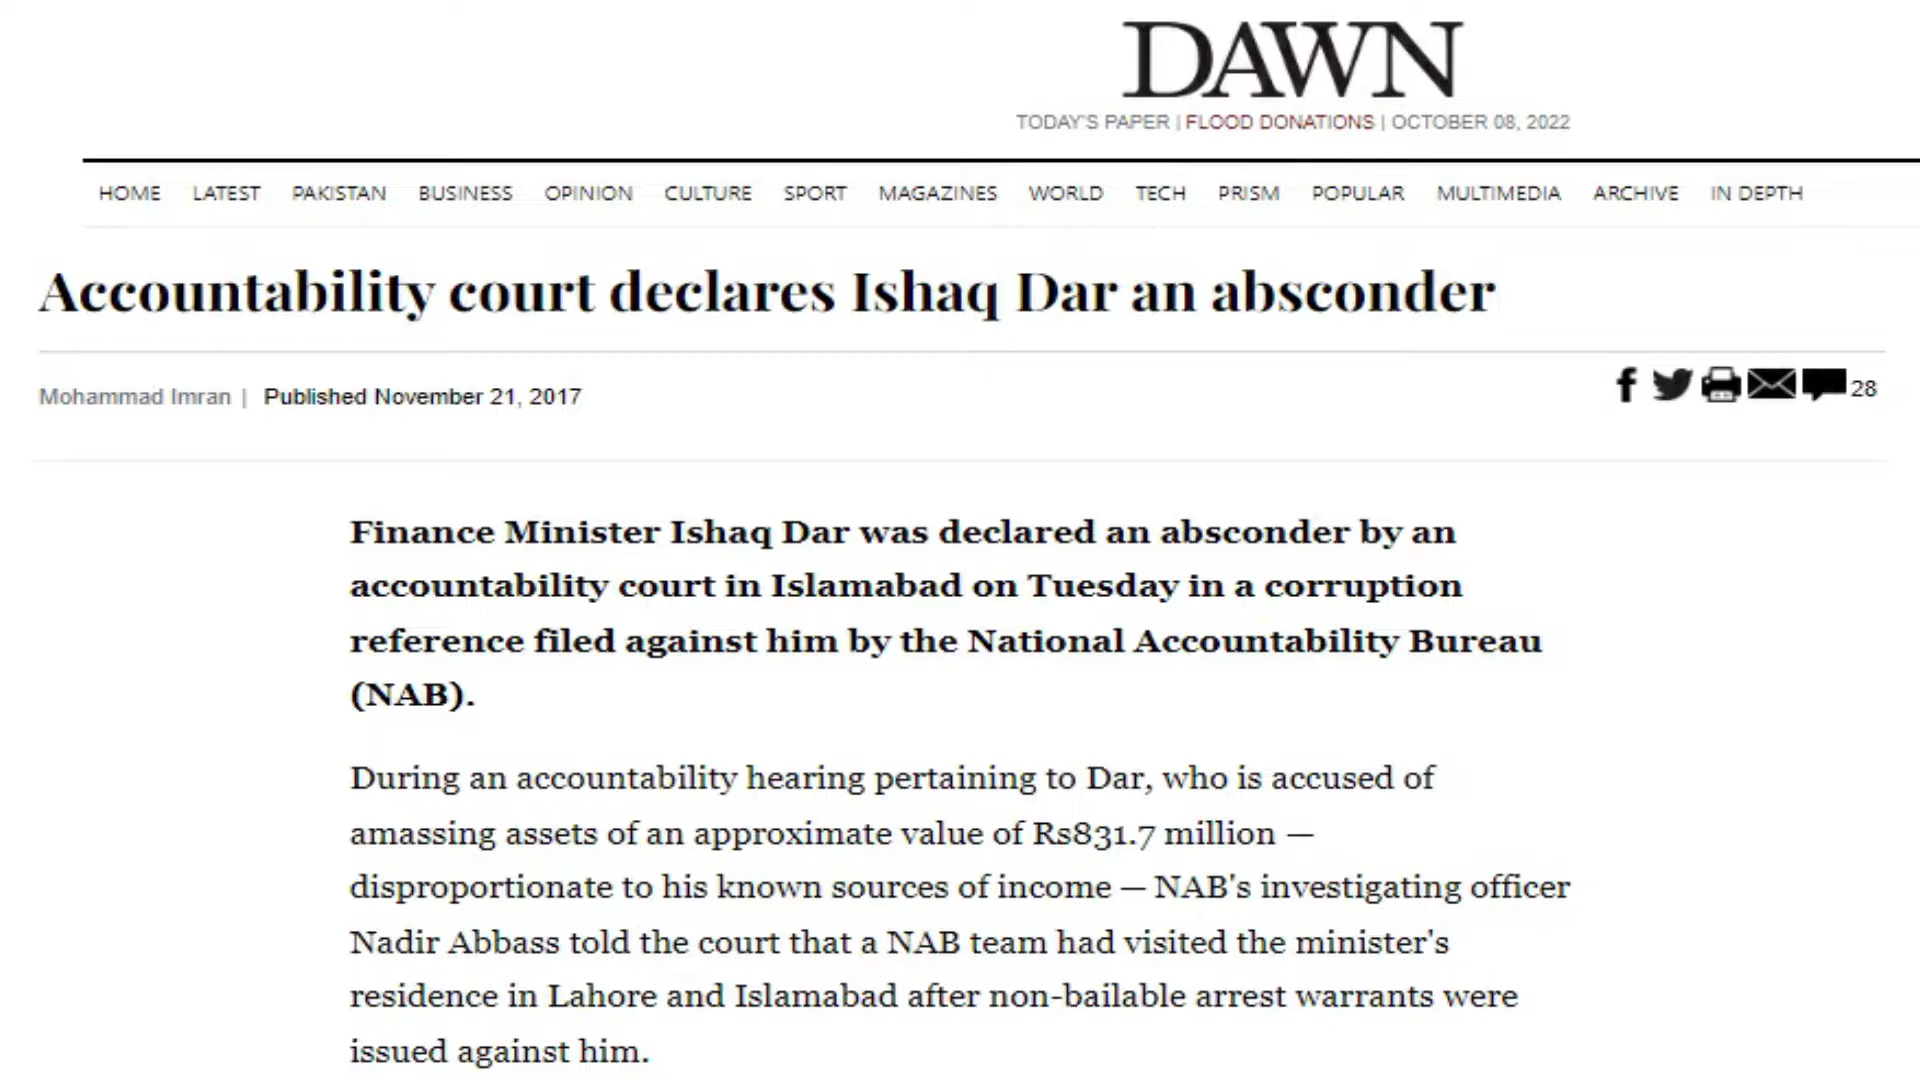 DAWN
TODAY'S PAPER | FLOOD DONATIONS | OCTOBER 08, 2022
HOME LATEST PAKISTAN BUSINESS OPINION CULTURE SPORT MAGAZINES WORLD TECH PRISM POPULAR MULTIMEDIA ARCHIVE IN DEPTH
Accountability court declares Ishaq Dar an absconder
Mohammad Imran | Published November 21, 2017
28
Finance Minister Ishaq Dar was declared an absconder by an
accountability court in Islamabad on Tuesday in a corruption
reference filed against him by the National Accountability Bureau
(NAB).
During an accountability hearing pertaining to Dar, who is accused of
amassing assets of an approximate value of Rs831.7 million —
disproportionate to his known sources of income — NAB's investigating officer
Nadir Abbass told the court that a NAB team had visited the minister's
residence in Lahore and Islamabad after non-bailable arrest warrants were
issued against him.